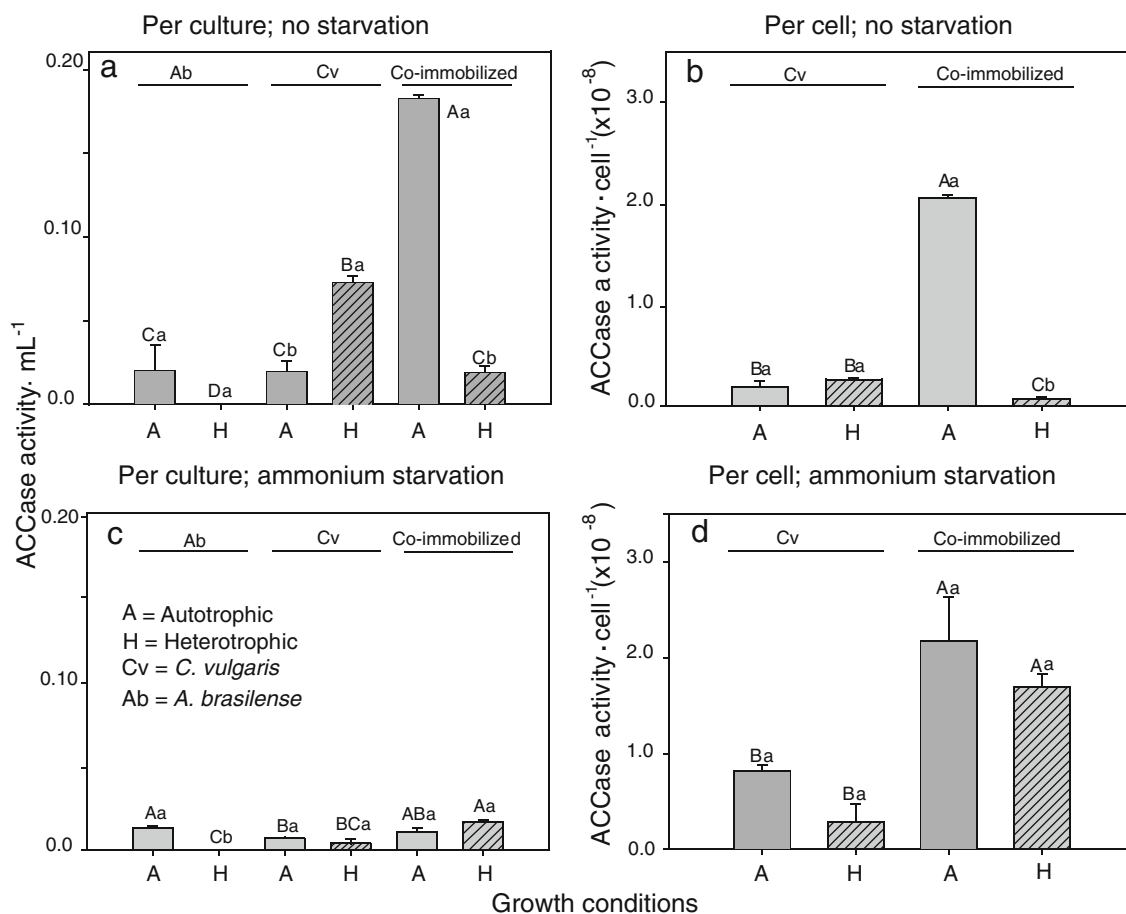 Per culture; no starvation
Per cell; no starvation
ACCase activity· mL⁻¹
a
Ab
Cv
Co-immobilized
0.20
0.10
0.0
Ca
Da
Cb
Ba
Aa
Cb
A H A H A H
ACCase a ctivity · cell⁻¹(x10⁻⁸)
b
Cv
Co-immobilized
3.0
2.0
1.0
0.0
Ba
Ba
Aa
Cb
A H A H
Per culture; ammonium starvation
Per cell; ammonium starvation
c
Ab
Cv
Co-immobilized
0.20
0.10
0.0
A = Autotrophic
H = Heterotrophic
Cv = C. vulgaris
Ab = A. brasilense
Aa
Cb
Ba
BCa
ABa
Aa
A H A H A H
ACCase activity · cell⁻¹(x10⁻⁸)
d
Cv
Co-immobilized
3.0
2.0
1.0
0.0
Ba
Ba
Aa
Aa
A H A H
Growth conditions